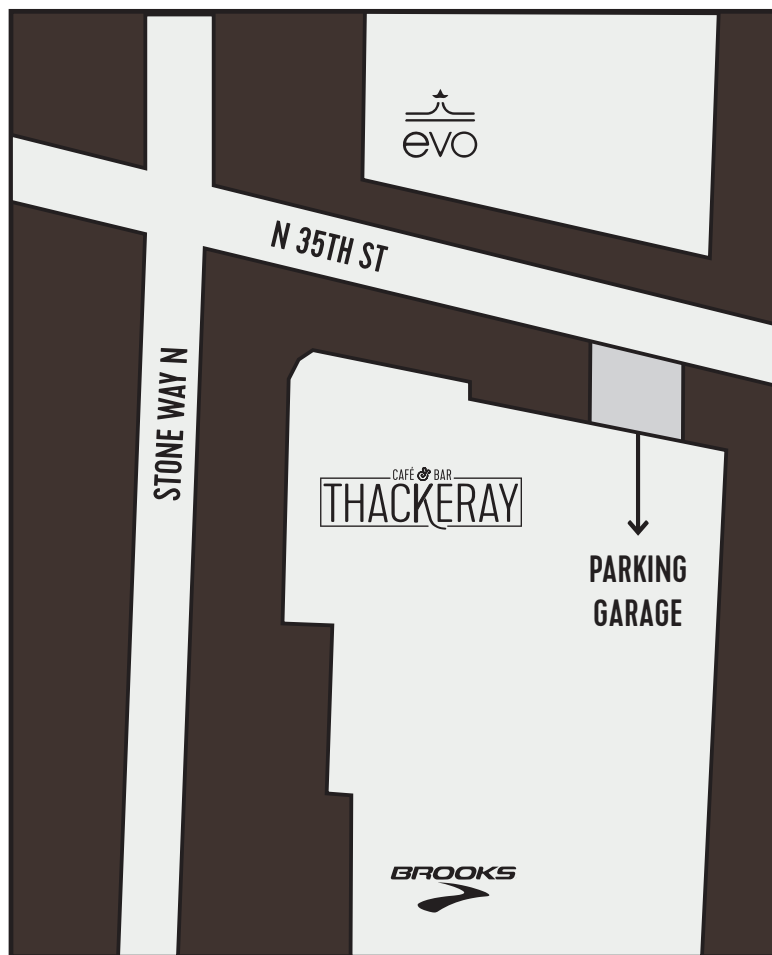 evo
N 35TH ST
STONE WAY N
CAFÉ & BAR
THACKERAY
PARKING
GARAGE
BROOKS